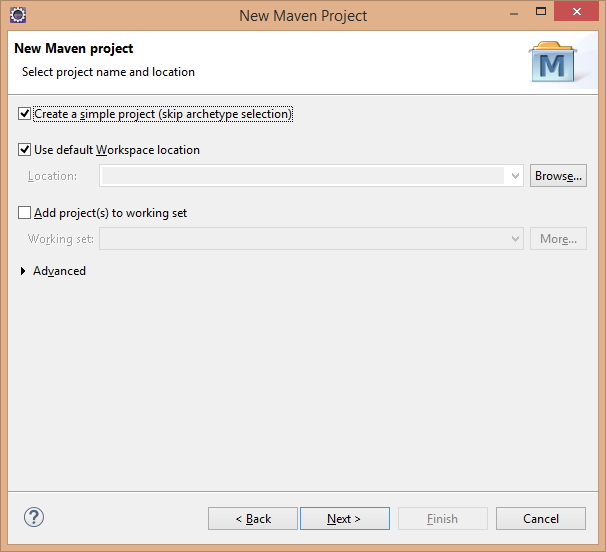 New Maven Project
New Maven project
Select project name and location
M
Create a simple project (skip archetype selection)
Use default Workspace location
Location:
Browse...
Add project(s) to working set
Working set:
More...
Advanced
?
< Back
Next >
Finish
Cancel